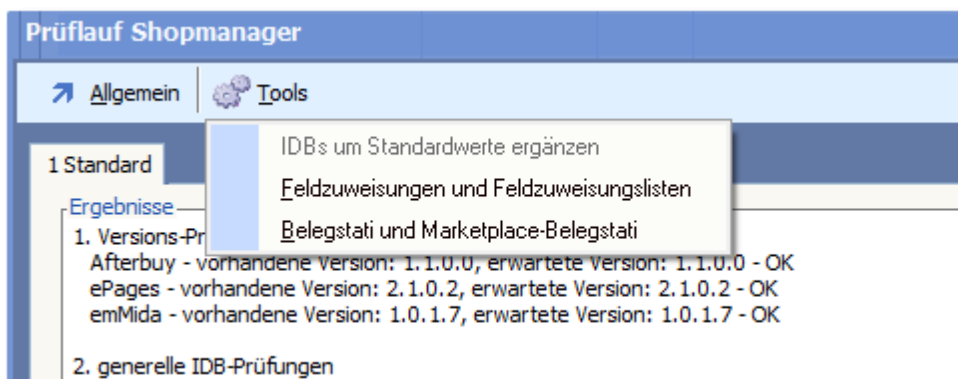 Prüflauf Shopmanager
Allgemein Tools
IDBs um Standardwerte ergänzen
Feldzuweisungen und Feldzuweisungslisten
Belegstati und Marketplace-Belegstati
1 Standard
Ergebnisse
1. Versions-Pr
Afterbuy - vorhandene Version: 1.1.0.0, erwartete Version: 1.1.0.0 - OK
ePages - vorhandene Version: 2.1.0.2, erwartete Version: 2.1.0.2 - OK
emMida - vorhandene Version: 1.0.1.7, erwartete Version: 1.0.1.7 - OK
2. generelle IDB-Prüfungen